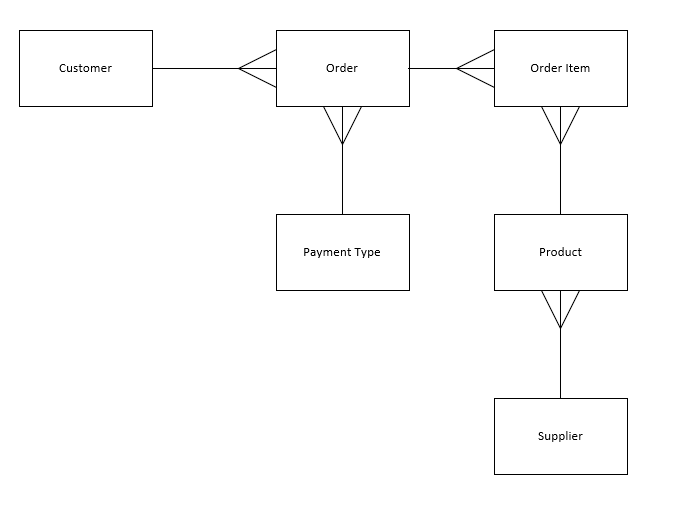 Customer
Order
Order Item
Payment Type
Product
Supplier